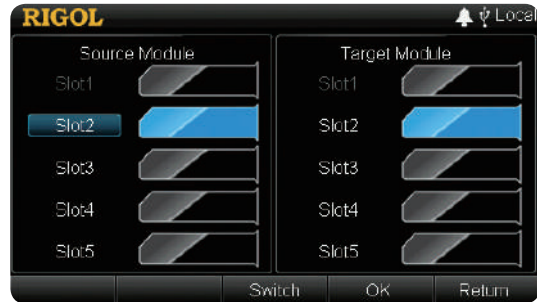 RIGOL
Local
Source Module
Slot1
Slot2
Slot3
Slot4
Slot5
Target Module
Slot1
Slot2
Slot3
Slot4
Slot5
Switch
OK
Return